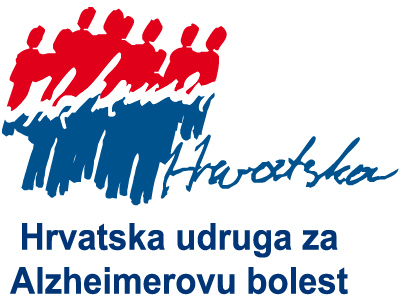 Hrvatska
Hrvatska udruga za
Alzheimerovu bolest